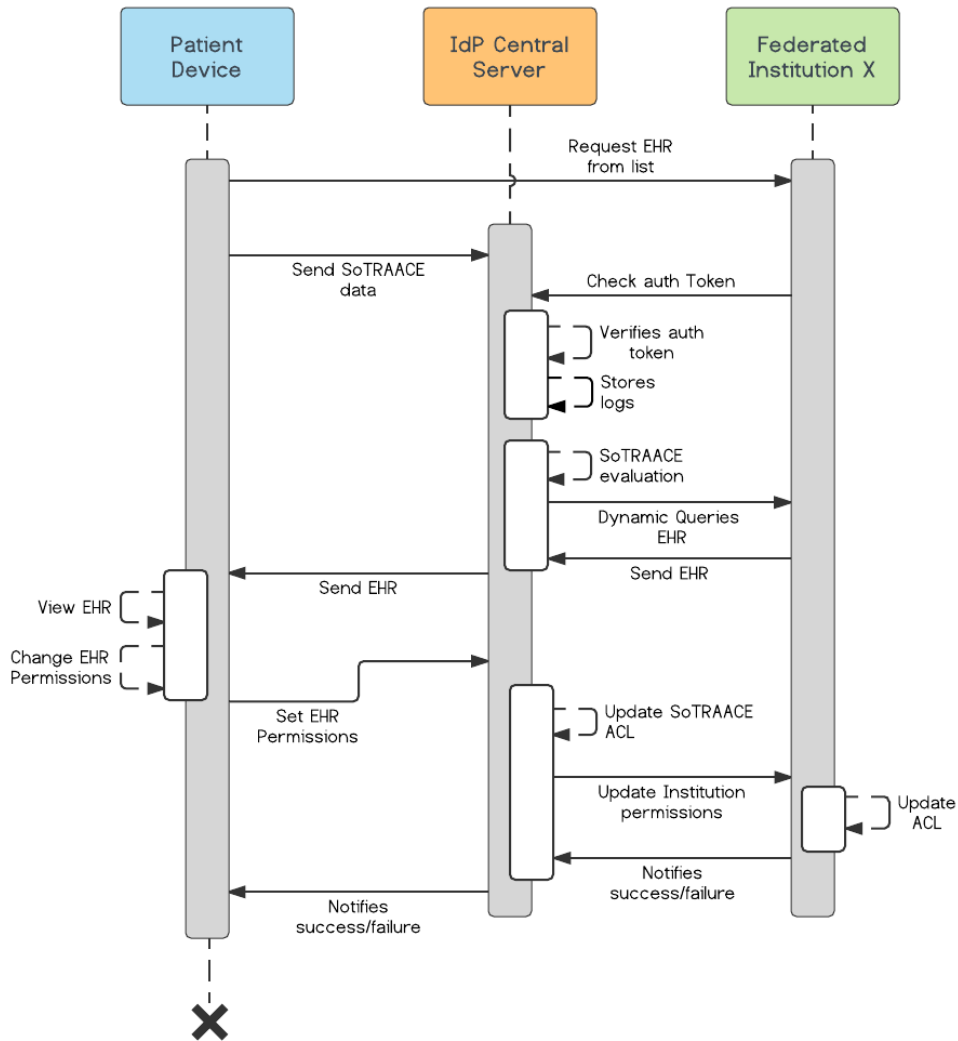 Patient
Device
IdP Central
Server
Federated
Institution X
Request EHR
from list
Send SoTRAACE
data
Check auth Token
Verifies auth
token
Stores
logs
SoTRAACE
evaluation
Dynamic Queries
EHR
Send EHR
Send EHR
View EHR
Change EHR
Permissions
Set EHR
Permissions
Update SoTRAACE
ACL
Update Institution
permissions
Update
ACL
Notifies
success/failure
Notifies
success/failure